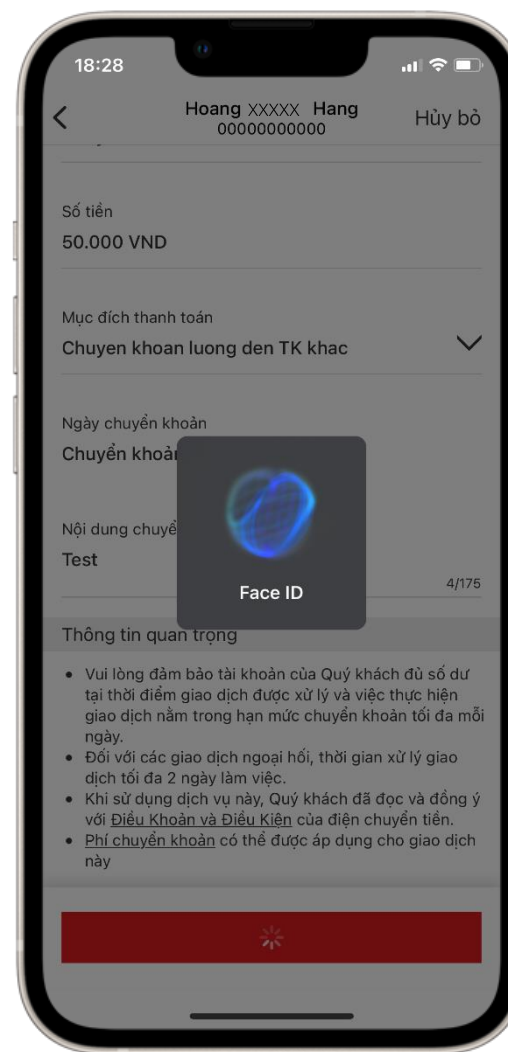 18:28
Hoang XXXXX Hang
00000000000
Hủy bỏ
Số tiền
50.000 VND
Mục đích thanh toán
Chuyen khoan luong den TK khac
Ngày chuyển khoản
Chuyển khoản
Nội dung chuyể
Test
4/175
Face ID
Thông tin quan trọng
• Vui lòng đảm bảo tài khoản của Quý khách đủ số dư
tại thời điểm giao dịch được xử lý và việc thực hiện
giao dịch nằm trong hạn mức chuyển khoản tối đa mỗi
ngày.
• Đối với các giao dịch ngoại hối, thời gian xử lý giao
dịch tối đa 2 ngày làm việc.
• Khi sử dụng dịch vụ này, Quý khách đã đọc và đồng ý
với Điều Khoản và Điều Kiện của điện chuyển tiền.
• Phí chuyển khoản có thể được áp dụng cho giao dịch
này